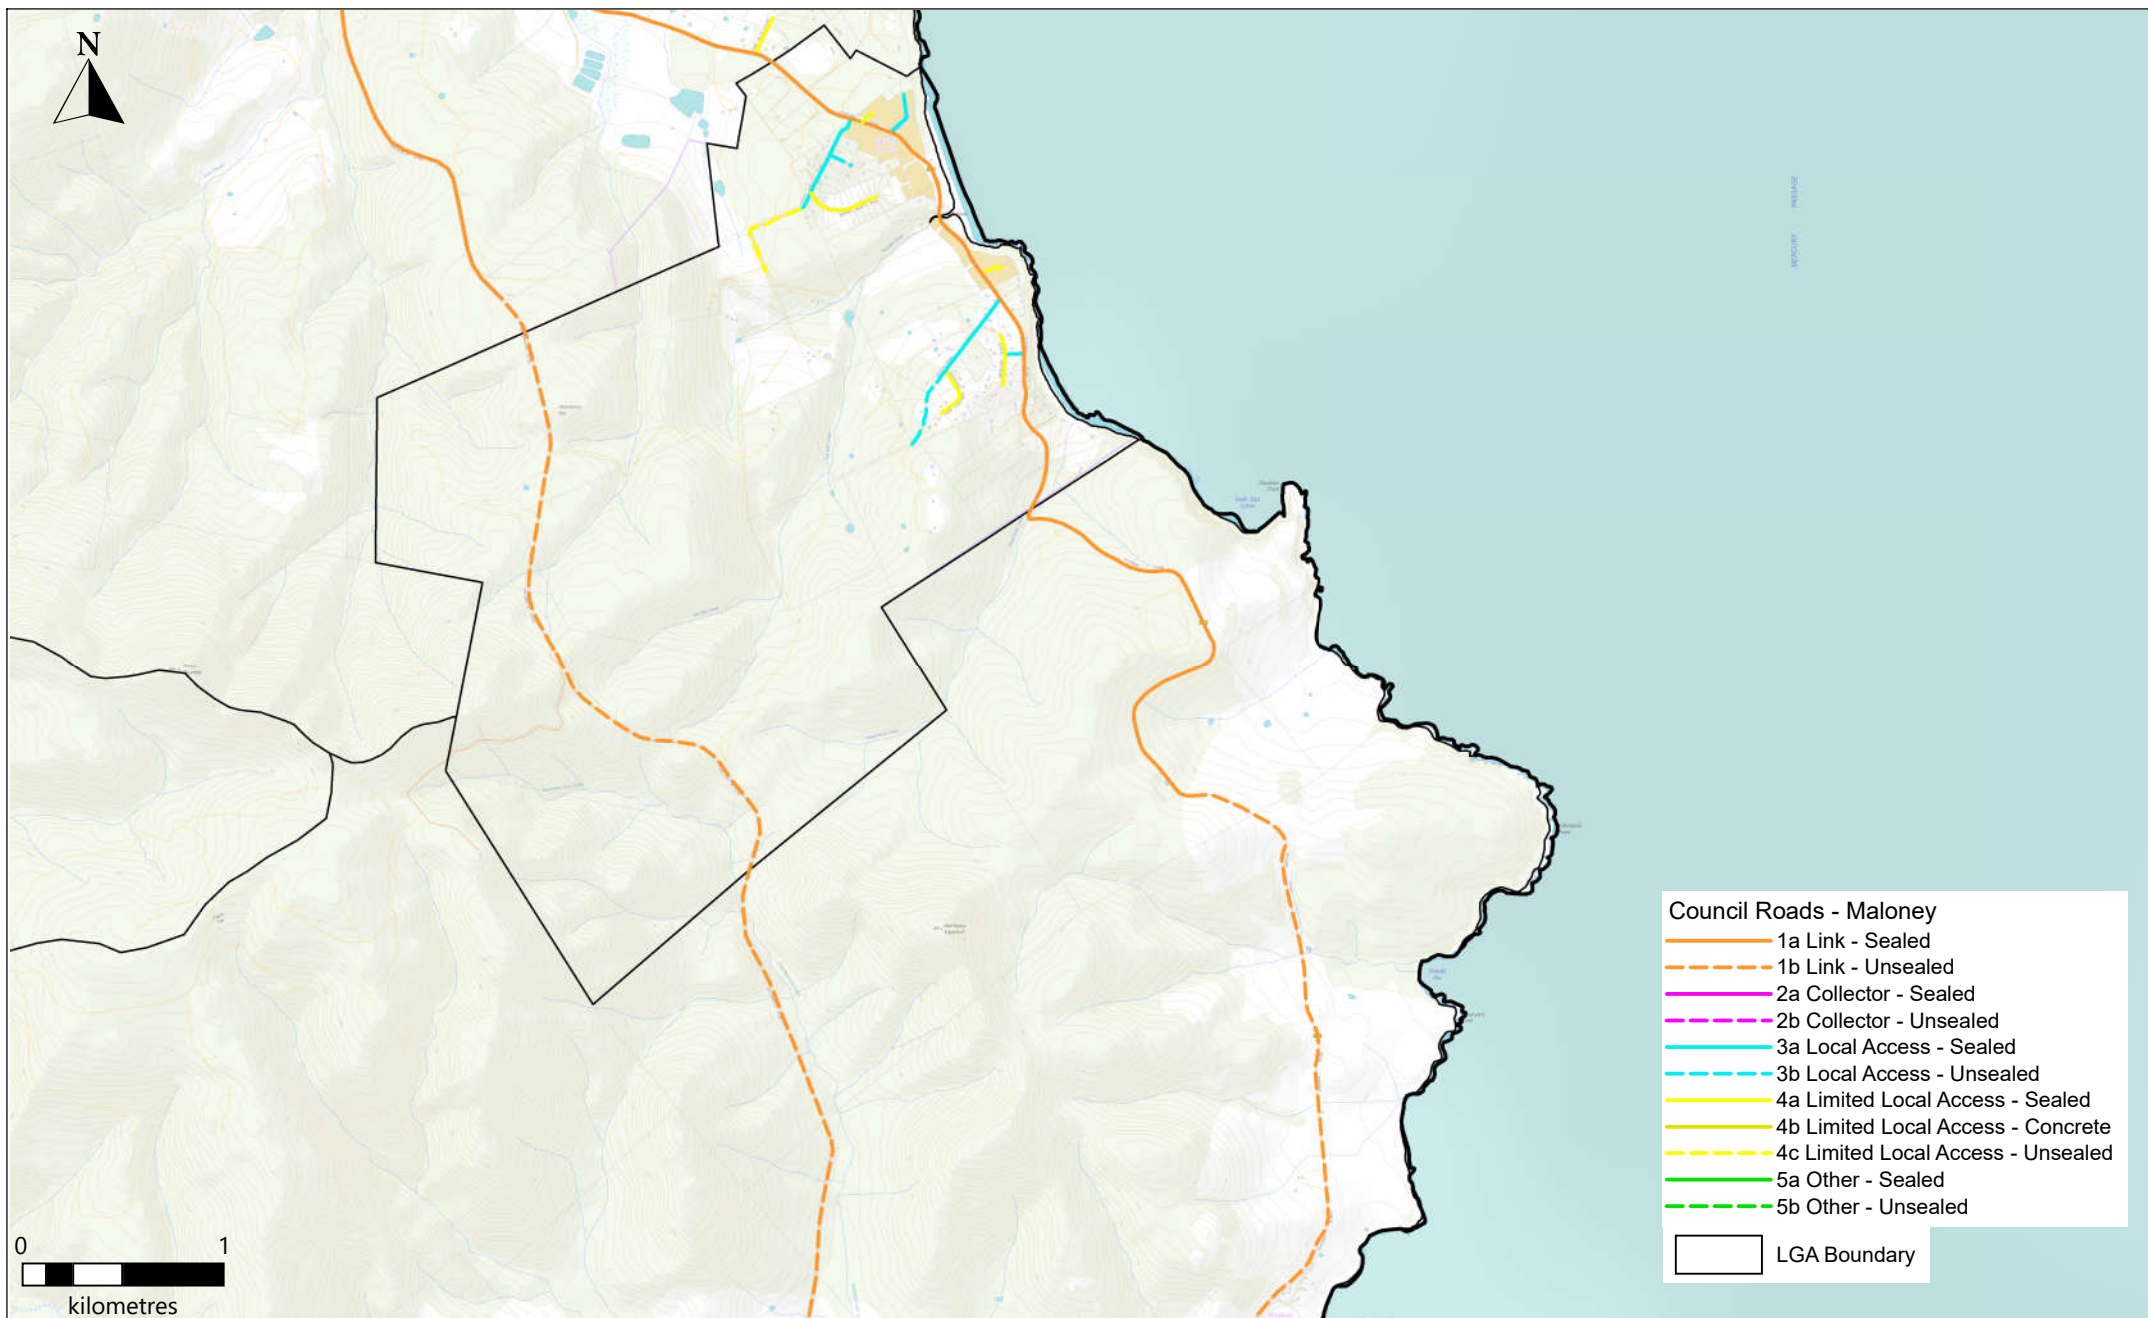 N
MERCURY PASSAGE
Council Roads - Maloney
1a Link - Sealed
1b Link - Unsealed
2a Collector - Sealed
2b Collector - Unsealed
3a Local Access - Sealed
3b Local Access - Unsealed
4a Limited Local Access - Sealed
4b Limited Local Access - Concrete
4c Limited Local Access - Unsealed
5a Other - Sealed
5b Other - Unsealed
LGA Boundary
0 1
kilometres